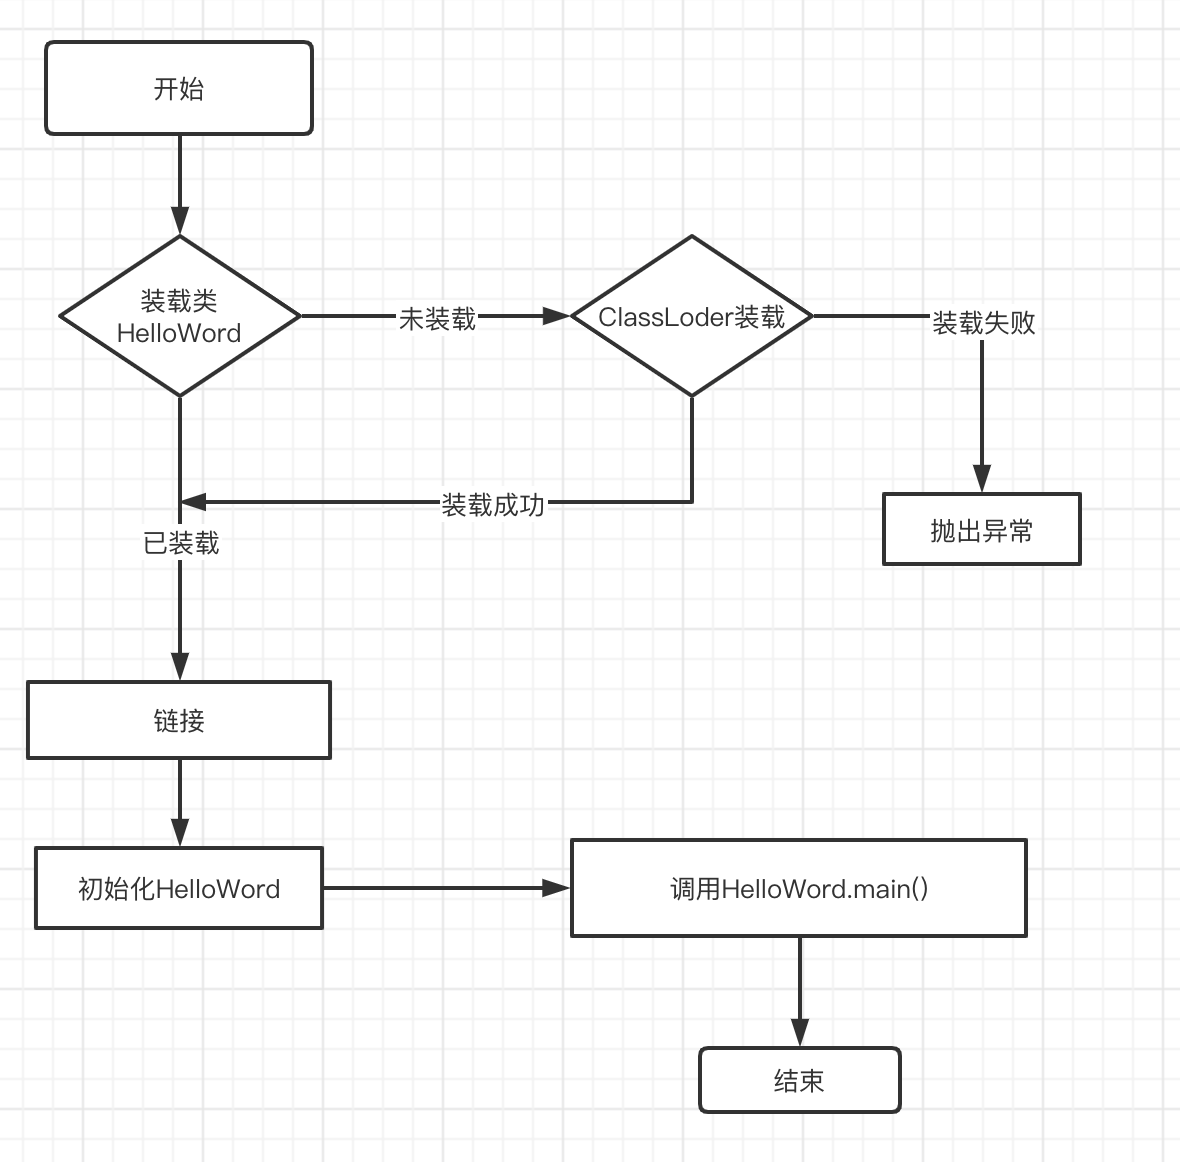 开始
装载类
HelloWord
未装载
ClassLoder装载
装载失败
装载成功
抛出异常
已装载
链接
初始化HelloWord
调用HelloWord.main()
结束